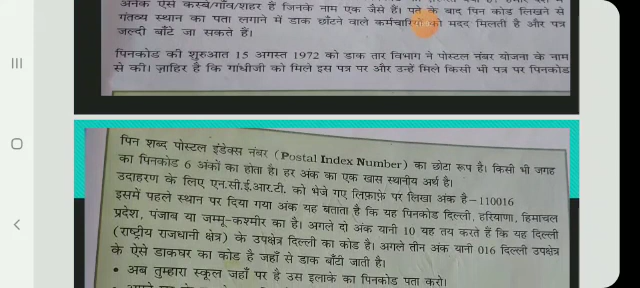 अनेक ऐसे कस्बे/गाँव/शहर हैं जिनके नाम एक जैसे हैं। पते के बाद पिन कोड लिखने से
गंतव्य स्थान का पता लगाने में डाक छाँटने वाले कर्मचारियों को मदद मिलती है और पत्र
जल्दी बाँटे जा सकते हैं।
पिनकोड की शुरुआत 15 अगस्त 1972 को डाक तार विभाग ने पोस्टल नंबर योजना के नाम
से की। ज़ाहिर है कि गांधीजी को मिले इस पत्र पर और उन्हें मिले किसी भी पत्र पर पिनकोड
पिन शब्द पोस्टल इंडेक्स नंबर (Postal Index Number) का छोटा रूप है। किसी भी जगह
का पिनकोड 6 अंकों का होता है। हर अंक का एक खास स्थानीय अर्थ है।
उदाहरण के लिए एन.सी.ई.आर.टी. को भेजे गए लिफ़ाफ़े पर लिखा अंक है–110016
इसमें पहले स्थान पर दिया गया अंक यह बताता है कि यह पिनकोड दिल्ली, हरियाणा, हिमाचल
प्रदेश, पंजाब या जम्मू-कश्मीर का है। अगले दो अंक यानी 10 यह तय करते हैं कि यह दिल्ली
(राष्ट्रीय राजधानी क्षेत्र) के उपक्षेत्र दिल्ली का कोड है। अगले तीन अंक यानी 016 दिल्ली उपक्षेत्र
के ऐसे डाकघर का कोड है जहाँ से डाक बाँटी जाती है।
• अब तुम्हारा स्कूल जहाँ पर है उस इलाके का पिनकोड पता करो।